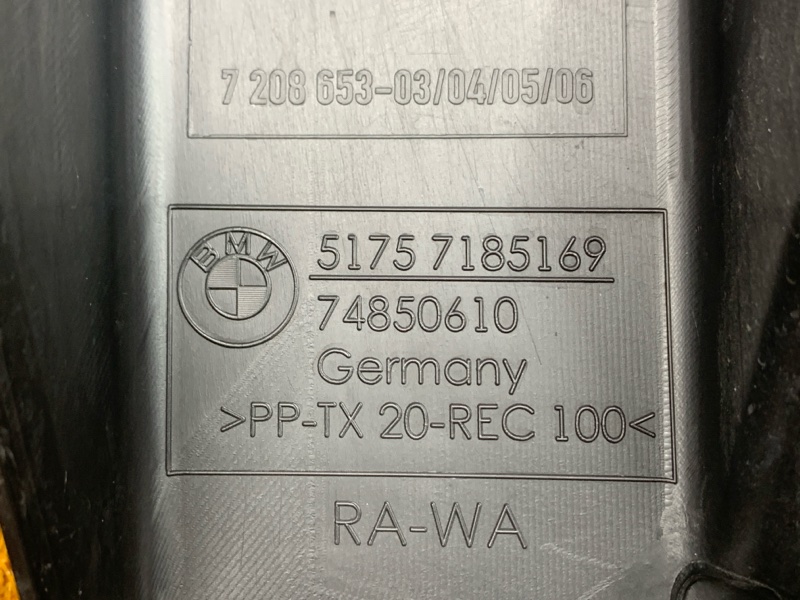 7 208 653-03/04/05/06
BMW
5175 7185169
74850610
Germany
>PP-TX 20-REC 100<
RA-WA